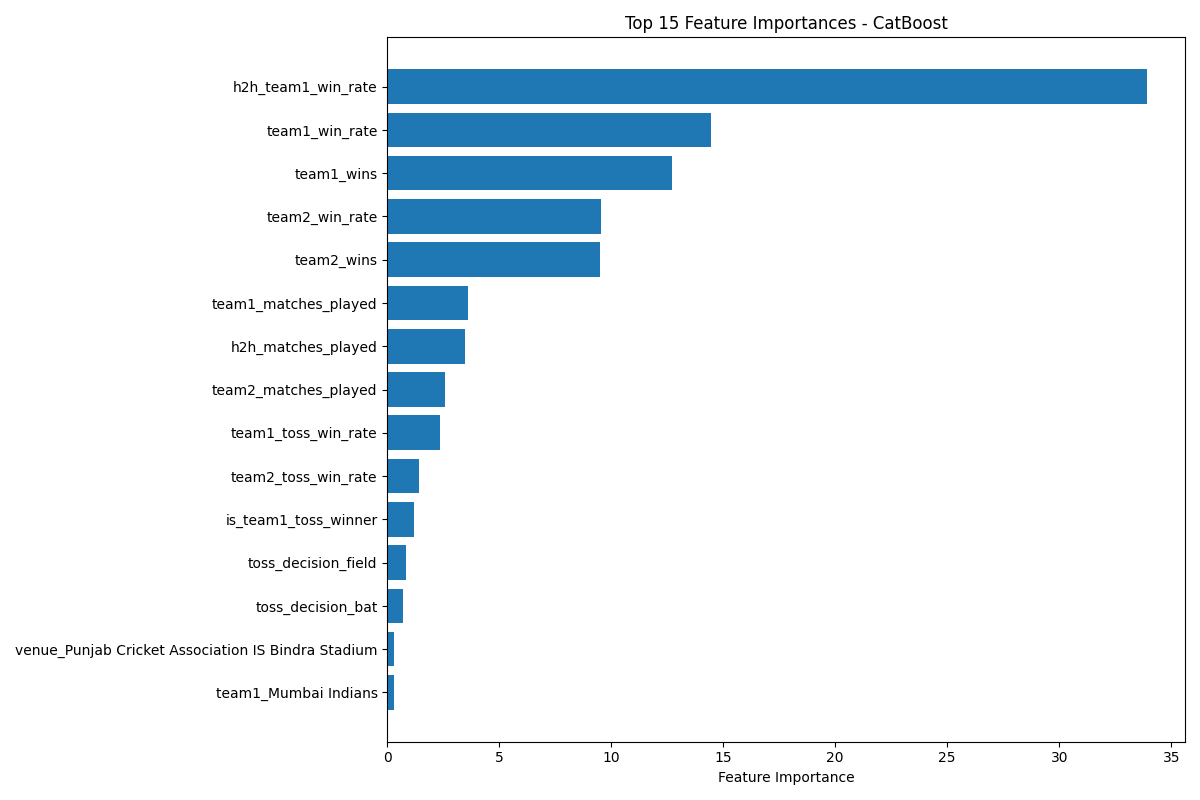 Top 15 Feature Importances - CatBoost
h2h_team1_win_rate
team1_win_rate
team1_wins
team2_win_rate
team2_wins
team1_matches_played
h2h_matches_played
team2_matches_played
team1_toss_win_rate
team2_toss_win_rate
is_team1_toss_winner
toss_decision_field
toss_decision_bat
venue_Punjab Cricket Association IS Bindra Stadium
team1_Mumbai Indians
0 5 10 15 20 25 30 35
Feature Importance